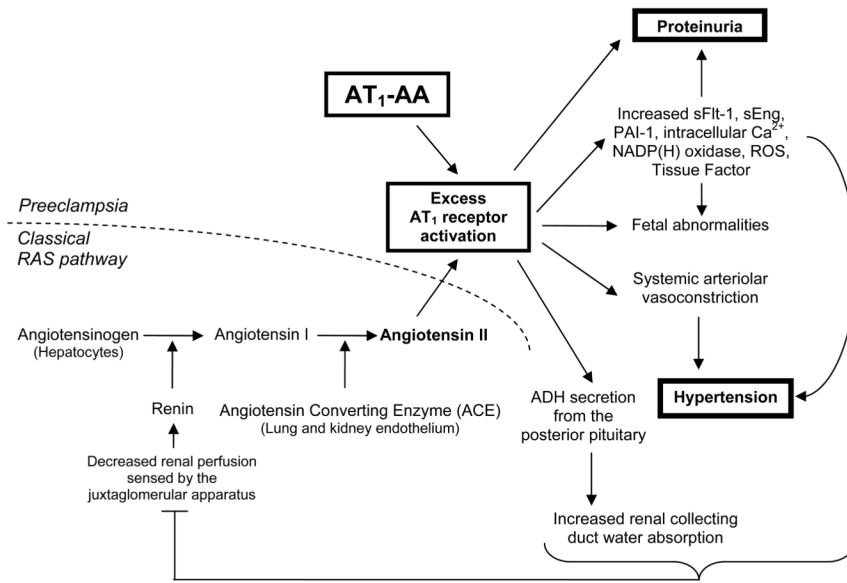 Proteinuria
AT₁-AA
Increased sFlt-1, sEng,
PAI-1, intracellular Ca²⁺,
NADP(H) oxidase, ROS,
Tissue Factor
Excess
AT₁ receptor
activation
Preeclampsia
Fetal abnormalities
Classical
RAS pathway
Systemic arteriolar
vasoconstriction
Angiotensinogen
(Hepatocytes)
Angiotensin I
Angiotensin II
Renin
Angiotensin Converting Enzyme (ACE)
(Lung and kidney endothelium)
ADH secretion
from the
posterior pituitary
Hypertension
Decreased renal perfusion
sensed by the
juxtaglomerular apparatus
Increased renal collecting
duct water absorption